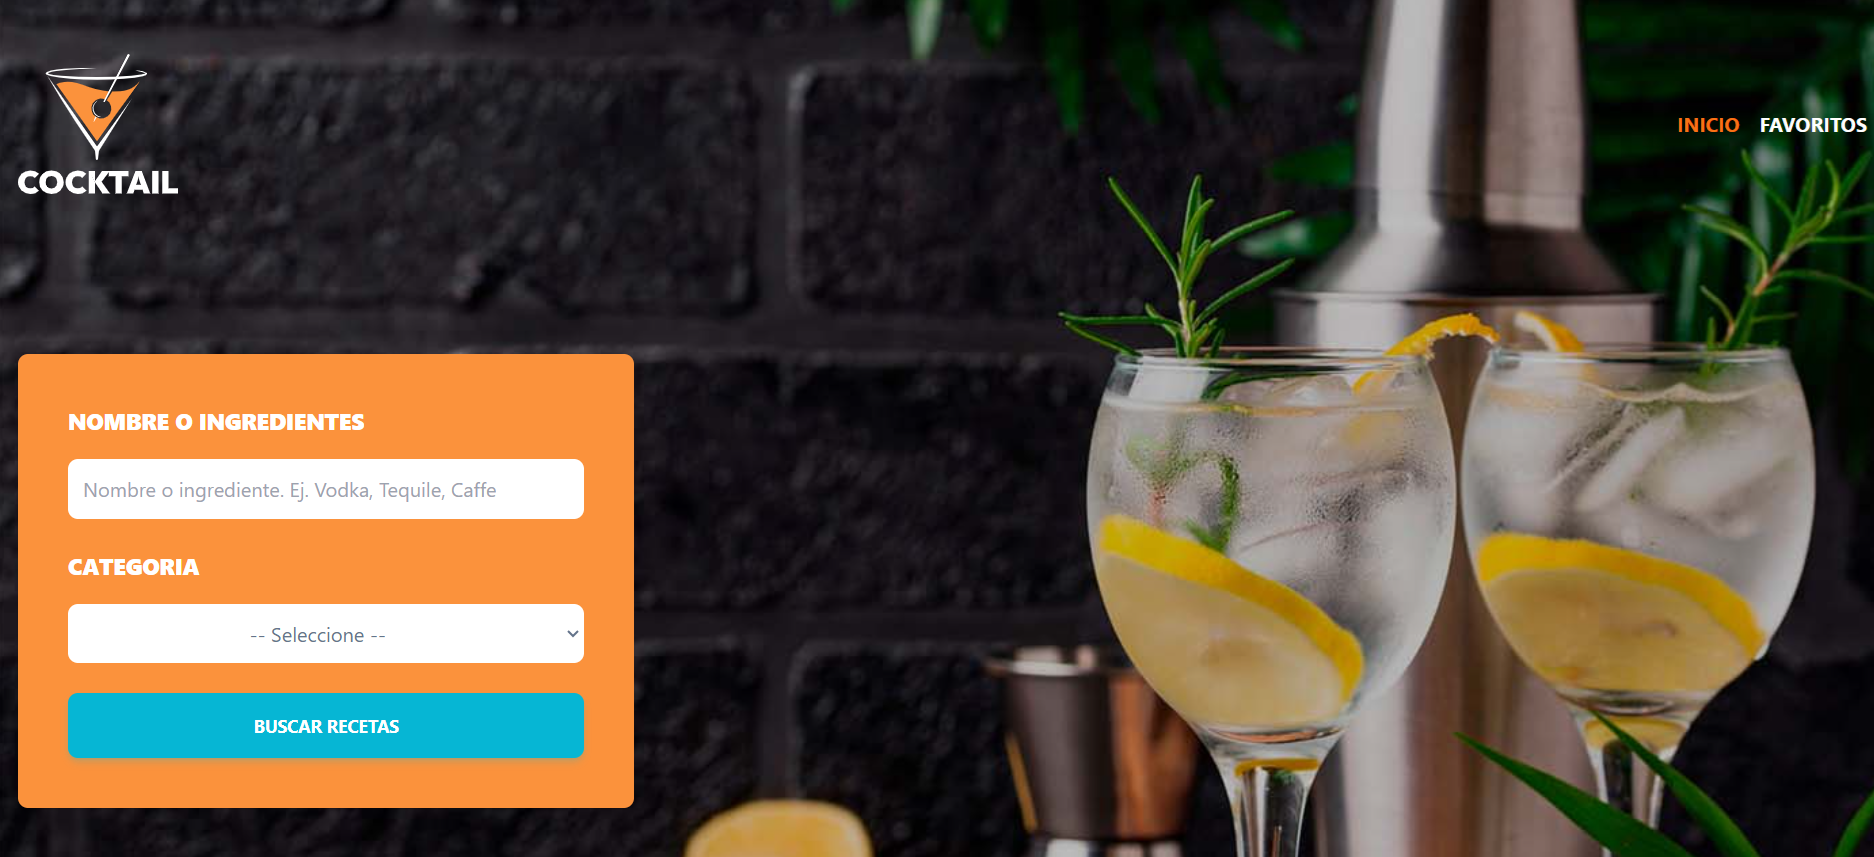 COCKTAIL
INICIO FAVORITOS
NOMBRE O INGREDIENTES
Nombre o ingrediente. Ej. Vodka, Tequile, Caffe
CATEGORIA
-- Seleccione --
BUSCAR RECETAS